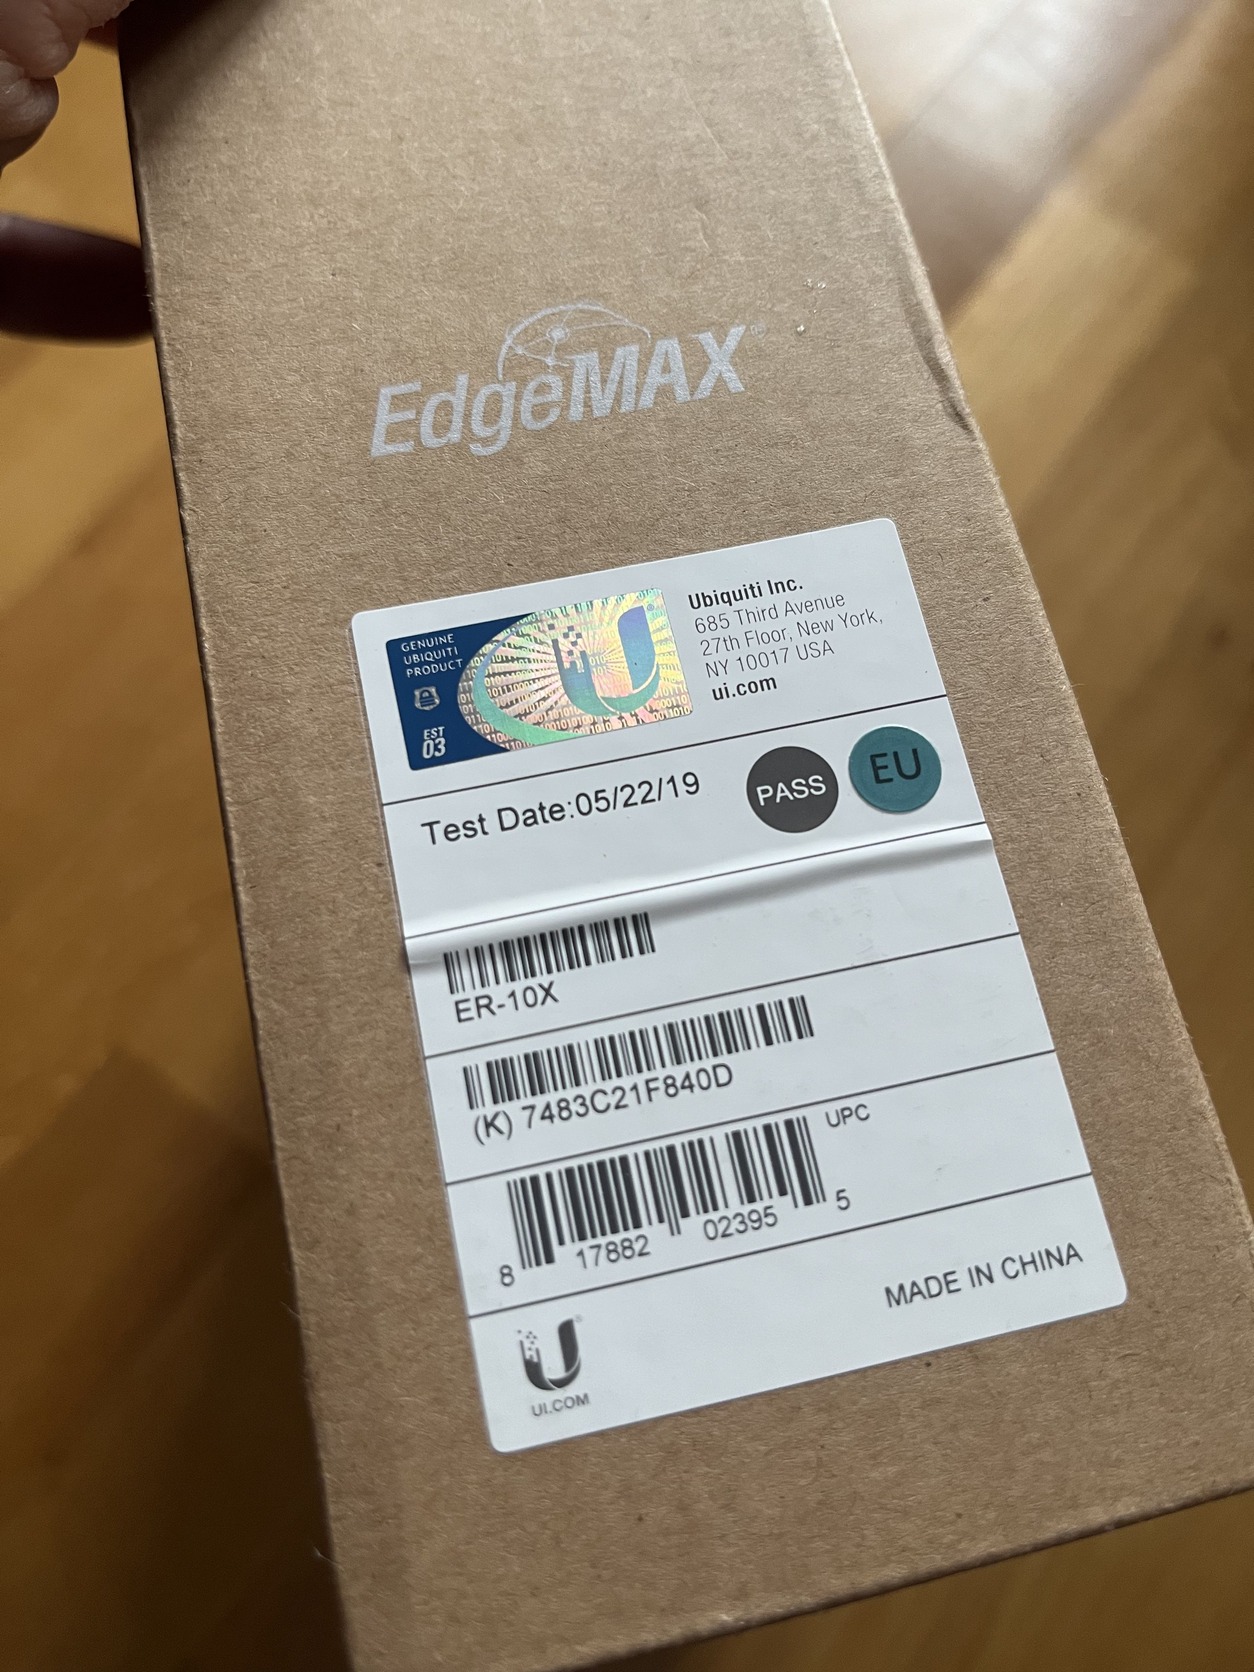 EdgeMAX
GENUINE
UBIQUITI
PRODUCT
EST
03
Ubiquiti Inc.
685 Third Avenue
27th Floor, New York,
NY 10017 USA
ui.com
Test Date:05/22/19
PASS
EU
ER-10X
(K) 7483C21F840D
UPC
8 17882 02395 5
MADE IN CHINA
UI.COM